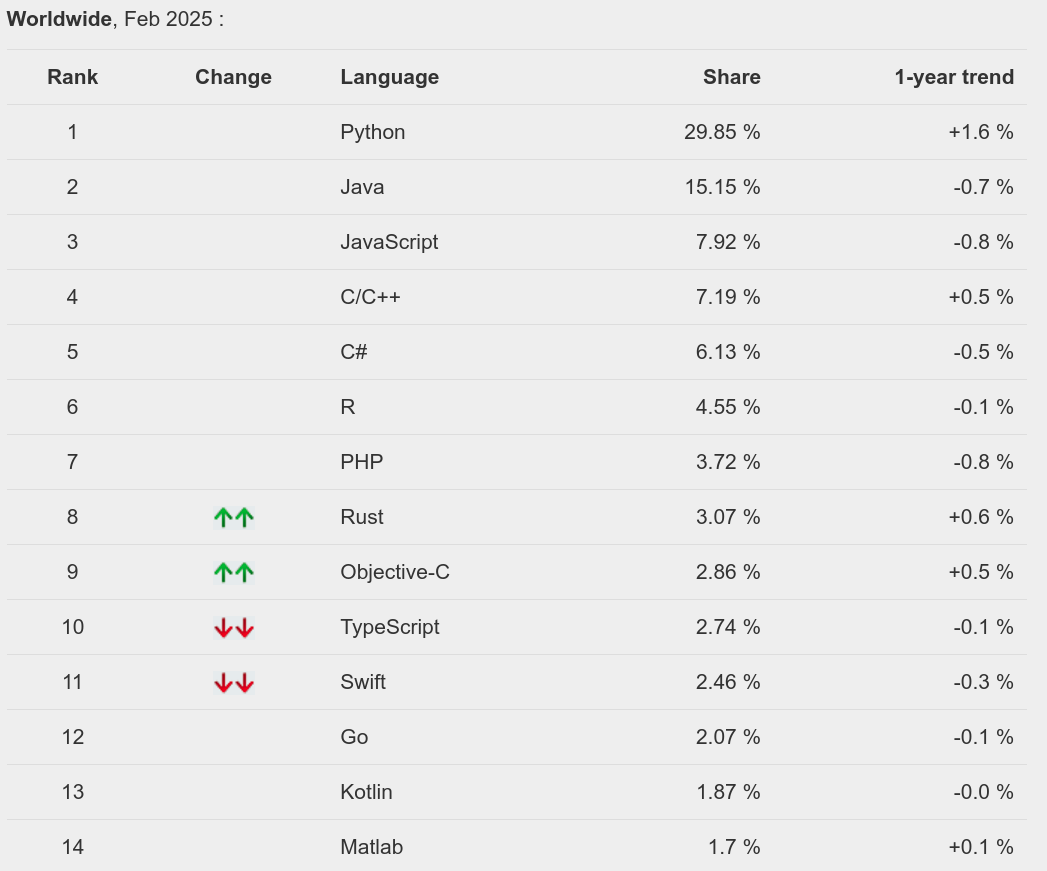 Worldwide, Feb 2025 :
Rank Change Language Share 1-year trend
1 Python 29.85 % +1.6 %
2 Java 15.15 % -0.7 %
3 JavaScript 7.92 % -0.8 %
4 C/C++ 7.19 % +0.5 %
5 C# 6.13 % -0.5 %
6 R 4.55 % -0.1 %
7 PHP 3.72 % -0.8 %
8 Rust 3.07 % +0.6 %
9 Objective-C 2.86 % +0.5 %
10 TypeScript 2.74 % -0.1 %
11 Swift 2.46 % -0.3 %
12 Go 2.07 % -0.1 %
13 Kotlin 1.87 % -0.0 %
14 Matlab 1.7 % +0.1 %